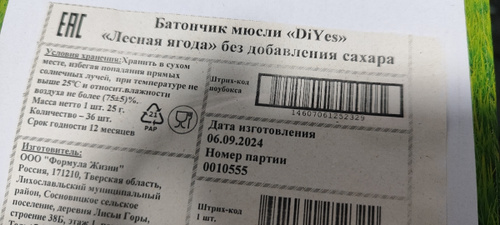 EAC
Батончик мюсли «DiYes»
«Лесная ягода» без добавления сахара
Условия хранения: Хранить в сухом
месте, избегая попадания прямых
солнечных лучей, при температуре не
выше 25°С и относит.влажности
воздуха не более (75±5)%.
Масса нетто 1 шт. 25 г.
Количество – 36 шт.
Срок годности 12 месяцев
21
PAP
Штрих-код
шоубокса
14607061252329
Дата изготовления
06.09.2024
Номер партии
0010555
Изготовитель:
ООО "Формула Жизни"
Россия, 171210, Тверская область,
Лихославльский муниципальный
район, Сосновицкое сельское
поселение, деревня Лисьи Горы,
строение 38Б, этаж 1,
Штрих-код
1 шт.